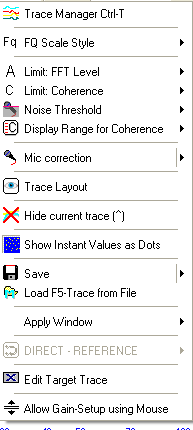 Trace Manager Ctrl-T
Fq FQ Scale Style
A Limit: FFT Level
C Limit: Coherence
Noise Threshold
C Display Range for Coherence
Mic correction
Trace Layout
Hide current trace (^)
Show Instant Values as Dots
Save
Load F5-Trace from File
Apply Window
DIRECT - REFERENCE
Edit Target Trace
Allow Gain-Setup using Mouse